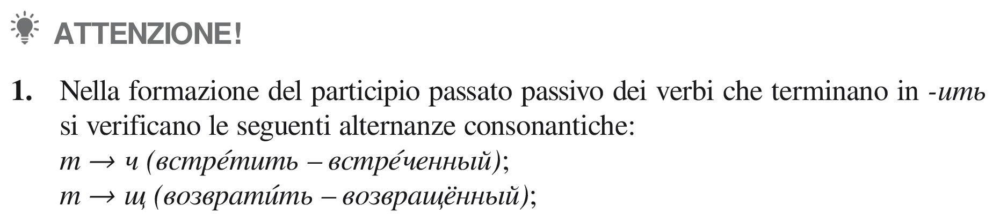 ATTENZIONE!
1. Nella formazione del participio passato passivo dei verbi che terminano in -ить
si verificano le seguenti alternanze consonantiche:
т → ч (встре́тить – встре́ченный);
т → щ (возврати́ть – возвращённый);